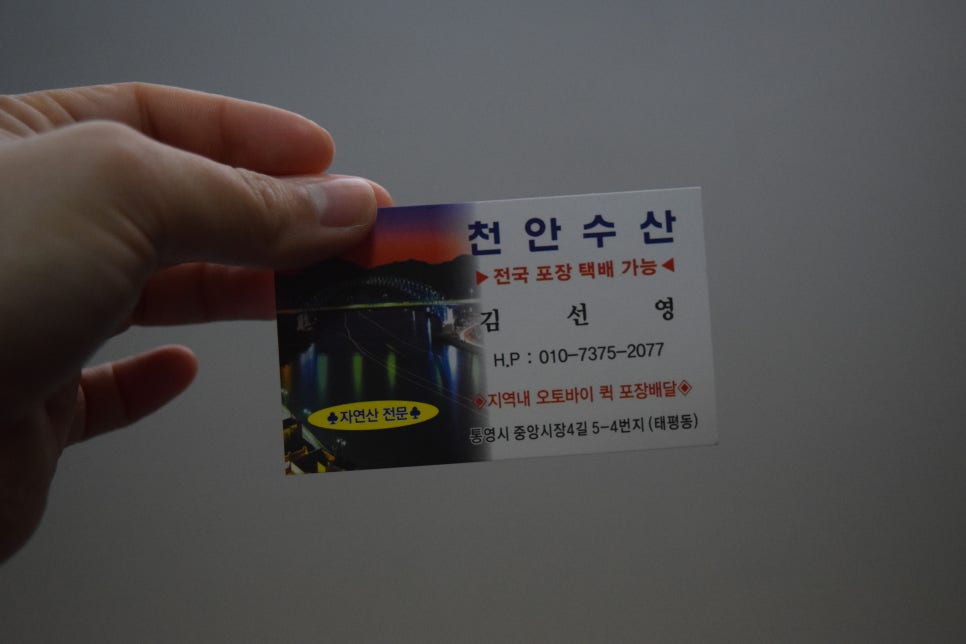 천안수산
▶전국 포장 택배 가능◀
김 선 영
H.P : 010-7375-2077
◈지역내 오토바이 퀵 포장배달◈
♣자연산 전문♣
통영시 중앙시장4길 5-4번지 (태평동)